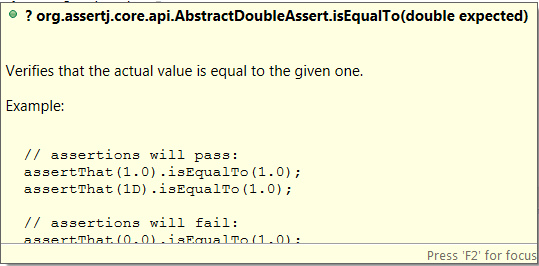 ? org.assertj.core.api.AbstractDoubleAssert.isEqualTo(double expected)
Verifies that the actual value is equal to the given one.
Example:
// assertions will pass:
assertThat(1.0).isEqualTo(1.0);
assertThat(1D).isEqualTo(1.0);
// assertions will fail:
assertThat(0.0).isEqualTo(1.0);
Press 'F2' for focus